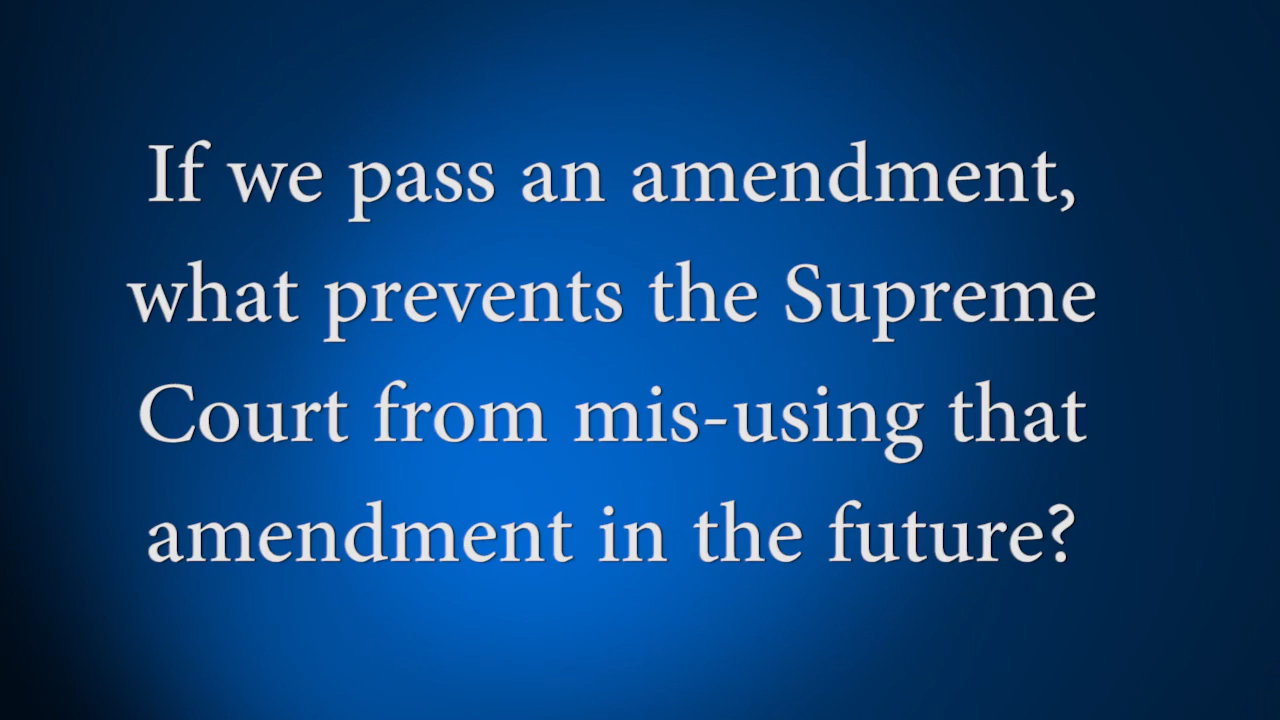 If we pass an amendment,
what prevents the Supreme
Court from mis-using that
amendment in the future?